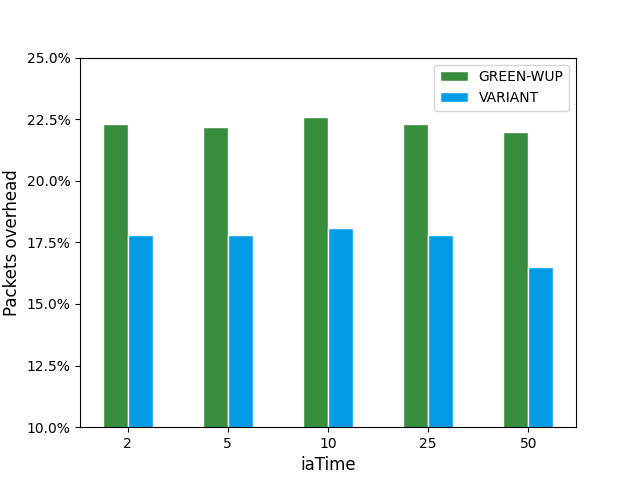 25.0%
22.5%
20.0%
17.5%
15.0%
12.5%
10.0%
Packets overhead
GREEN-WUP
VARIANT
2 5 10 25 50
iaTime